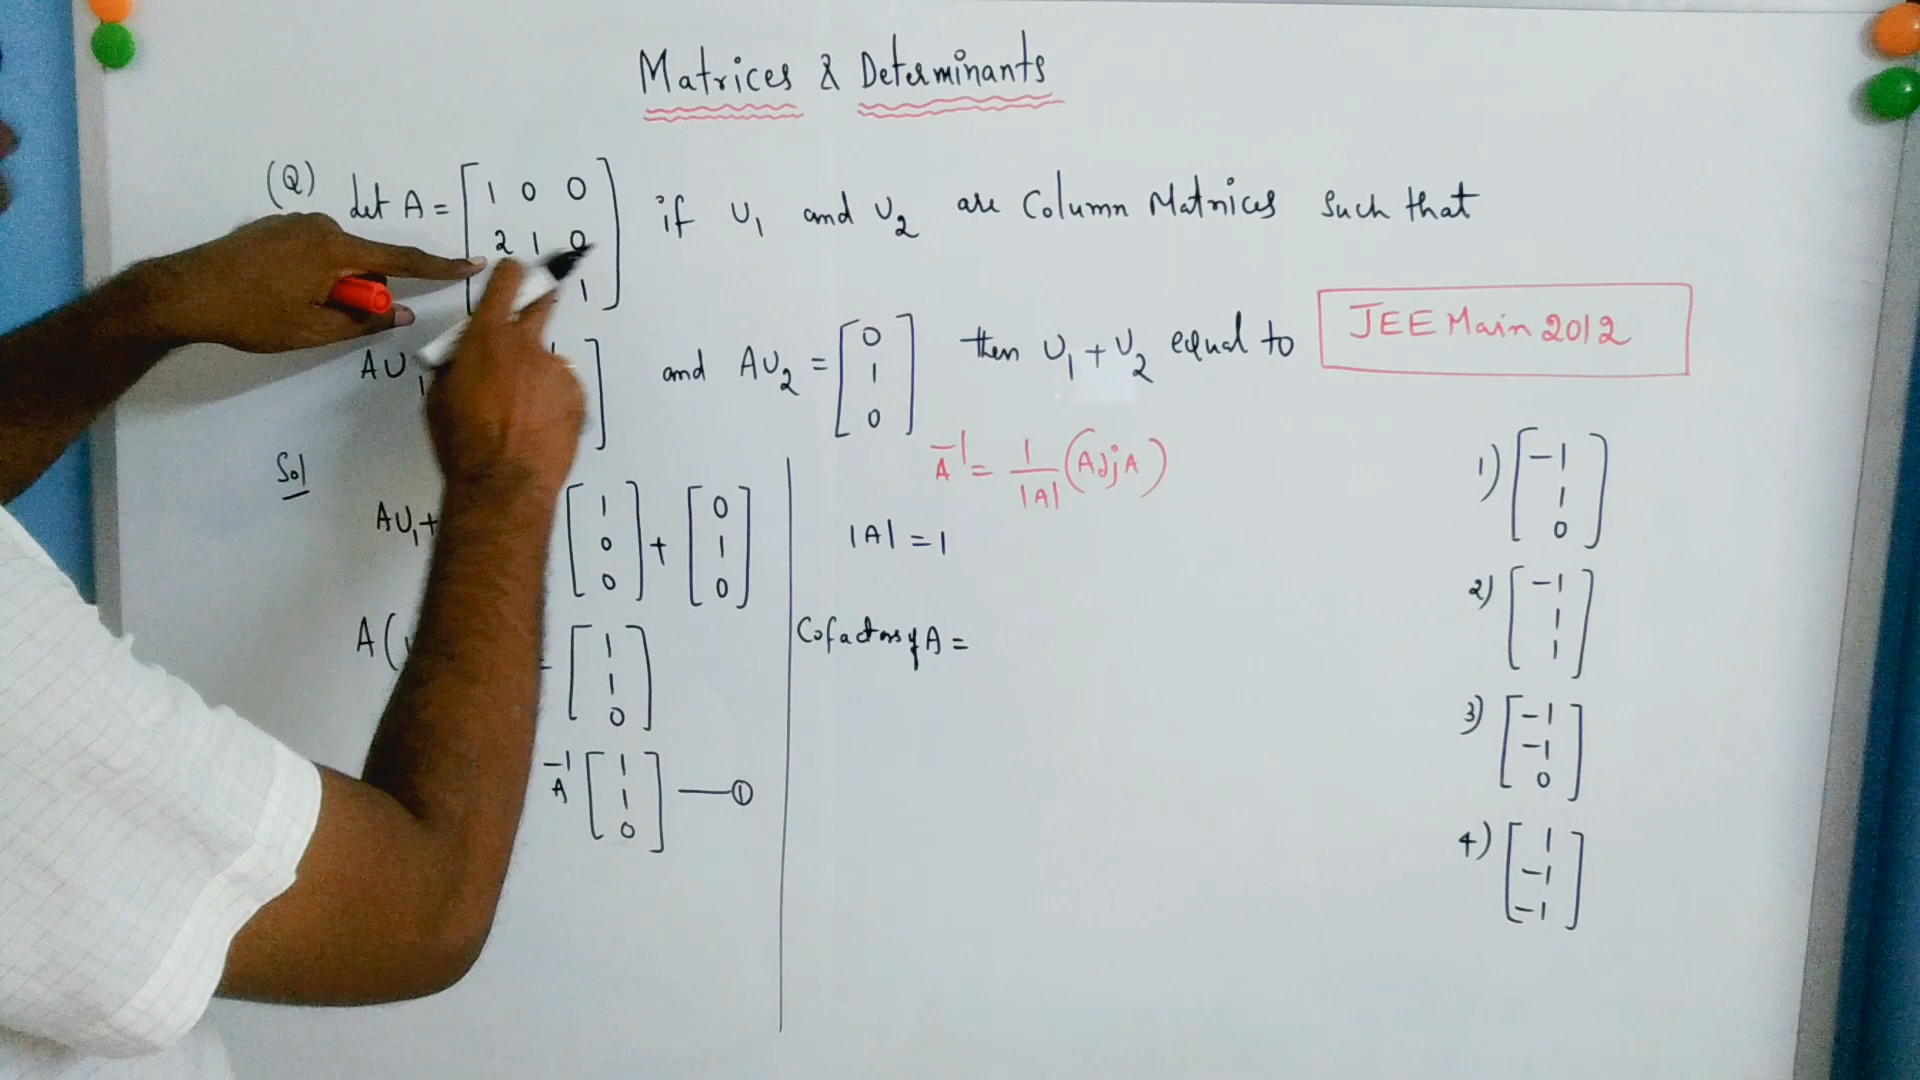 Matrices & Determinants
(Q) Let A = [1 0 0 if U1 and U2 are Column Matrices such that
2 1 0
1]
AU1 and AU2 = [0 1 0] then U1 + U2 equal to JEE Main 2012
A^-1 = 1/|A| (AdjA)
Sol
AU1+ [1 0 0] + [0 1 0]
A( [1 1 0]
A^-1 [1 1 0] —①
|A| = 1
Cofactors of A =
1) [-1 1 0]
2) [-1 1 1]
3) [-1 -1 0]
4) [1 -1 -1]